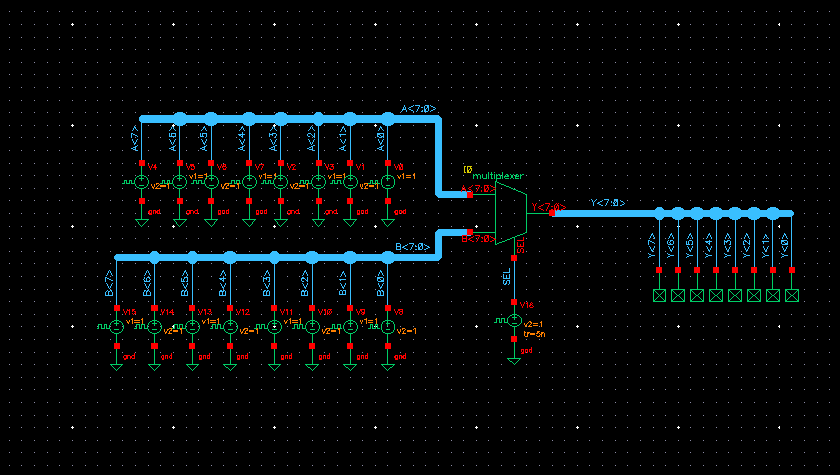 A<7:0>
A<7> A<6> A<5> A<4> A<3> A<2> A<1> A<0>
V4 V5 V6 V7 V2 V3 V1 V0
v2=1 v1=1 v1=1 v2=1 v1=1 v2=1 v1=1
gnd gnd gnd gnd gnd gnd gnd gnd
I0
multiplexer
A<7:0>
Y<7:0>
Y<7:0>
B<7:0>
B<7:0>
SEL
SEL
Y<7> Y<6> Y<5> Y<4> Y<3> Y<2> Y<1> Y<0>
B<7> B<6> B<5> B<4> B<3> B<2> B<1> B<0>
V15 V14 V13 V12 V11 V10 V9
v1=1 v1=1 v1=1 v1=1
v2=1 v2=1 v2=1 v2=1
gnd gnd gnd gnd gnd gnd gnd gnd
V16
v2=1
tr=5n
gnd